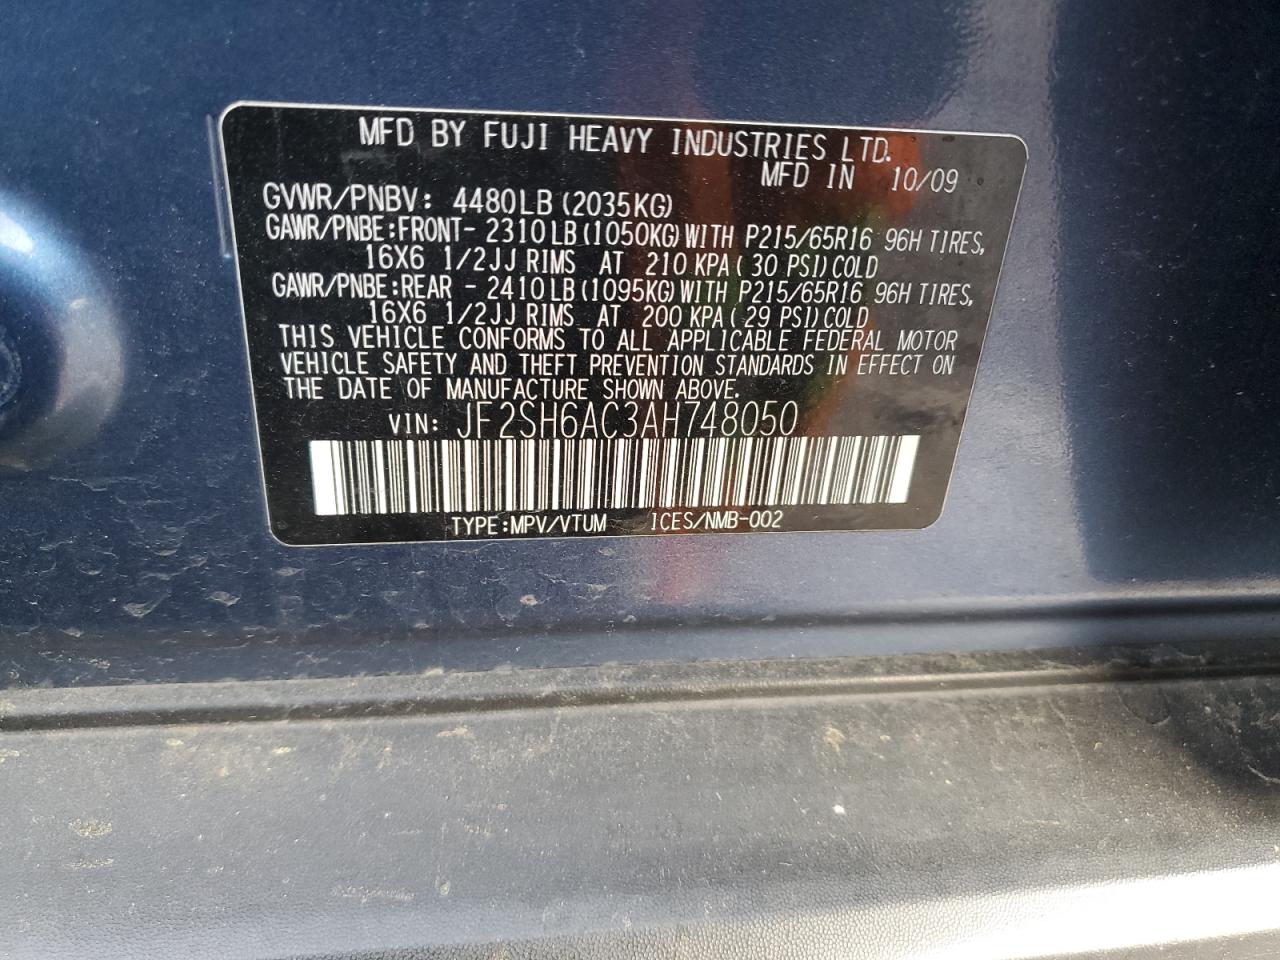 MFD BY FUJI HEAVY INDUSTRIES LTD.
MFD IN 10/09
GVWR/PNBV: 4480LB (2035KG)
GAWR/PNBE:FRONT- 2310LB (1050KG) WITH P215/65R16 96H TIRES,
16X6 1/2JJ RIMS AT 210 KPA( 30 PSI) COLD
GAWR/PNBE:REAR - 2410LB (1095KG) WITH P215/65R16 96H TIRES,
16X6 1/2JJ RIMS AT 200 KPA( 29 PSI) COLD
THIS VEHICLE CONFORMS TO ALL APPLICABLE FEDERAL MOTOR
VEHICLE SAFETY AND THEFT PREVENTION STANDARDS IN EFFECT ON
THE DATE OF MANUFACTURE SHOWN ABOVE.
VIN: JF2SH6AC3AH748050
TYPE:MPV/VTUM ICES/NMB-002